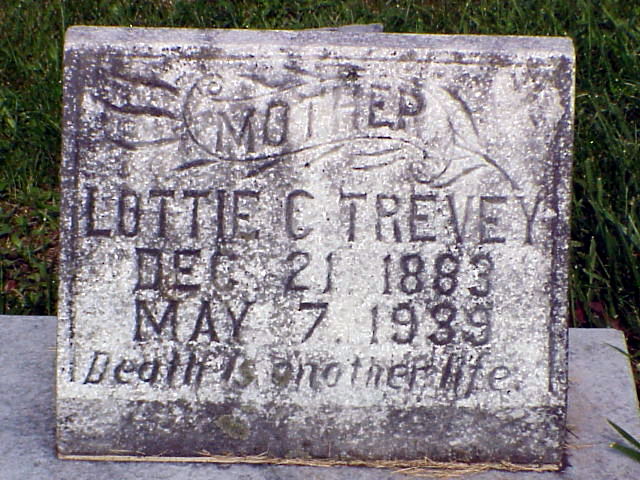 MOTHER
LOTTIE C TREVEY
DEC. 21 1883
MAY 7. 1939
Death is another life.